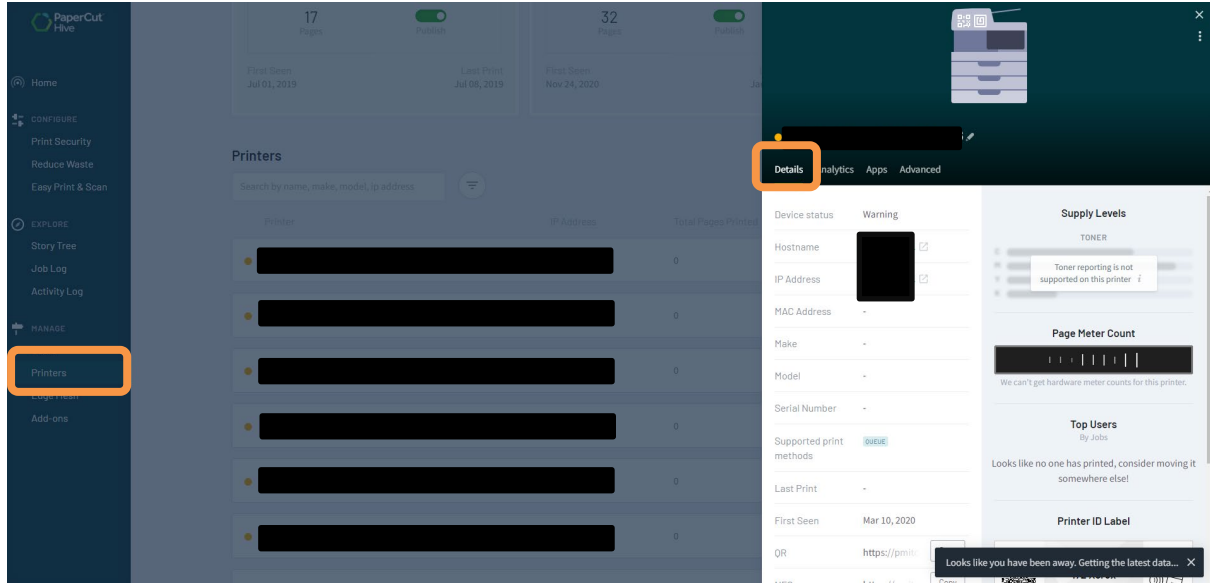 PaperCut
Hive
Home
CONFIGURE
Print Security
Reduce Waste
Easy Print & Scan
EXPLORE
Story Tree
Job Log
Activity Log
MANAGE
Printers
Add-ons
17
Pages
Publish
First Seen
Jul 01, 2019
Last Print
Jul 08, 2019
32
Pages
Publish
First Seen
Nov 24, 2020
Printers
Search by name, make, model, ip address
Printer
IP Address
Total Pages Printed
0
0
0
0
0
0
Details
Analytics
Apps
Advanced
Device status
Warning
Hostname
IP Address
MAC Address
-
Make
-
Model
-
Serial Number
-
Supported print
methods
QUEUE
Last Print
-
First Seen
Mar 10, 2020
QR
Supply Levels
TONER
C
M
Y
K
Toner reporting is not
supported on this printer i
Page Meter Count
We can't get hardware meter counts for this printer.
Top Users
By Jobs
Looks like no one has printed, consider moving it
somewhere else!
Printer ID Label
Looks like you have been away. Getting the latest data...